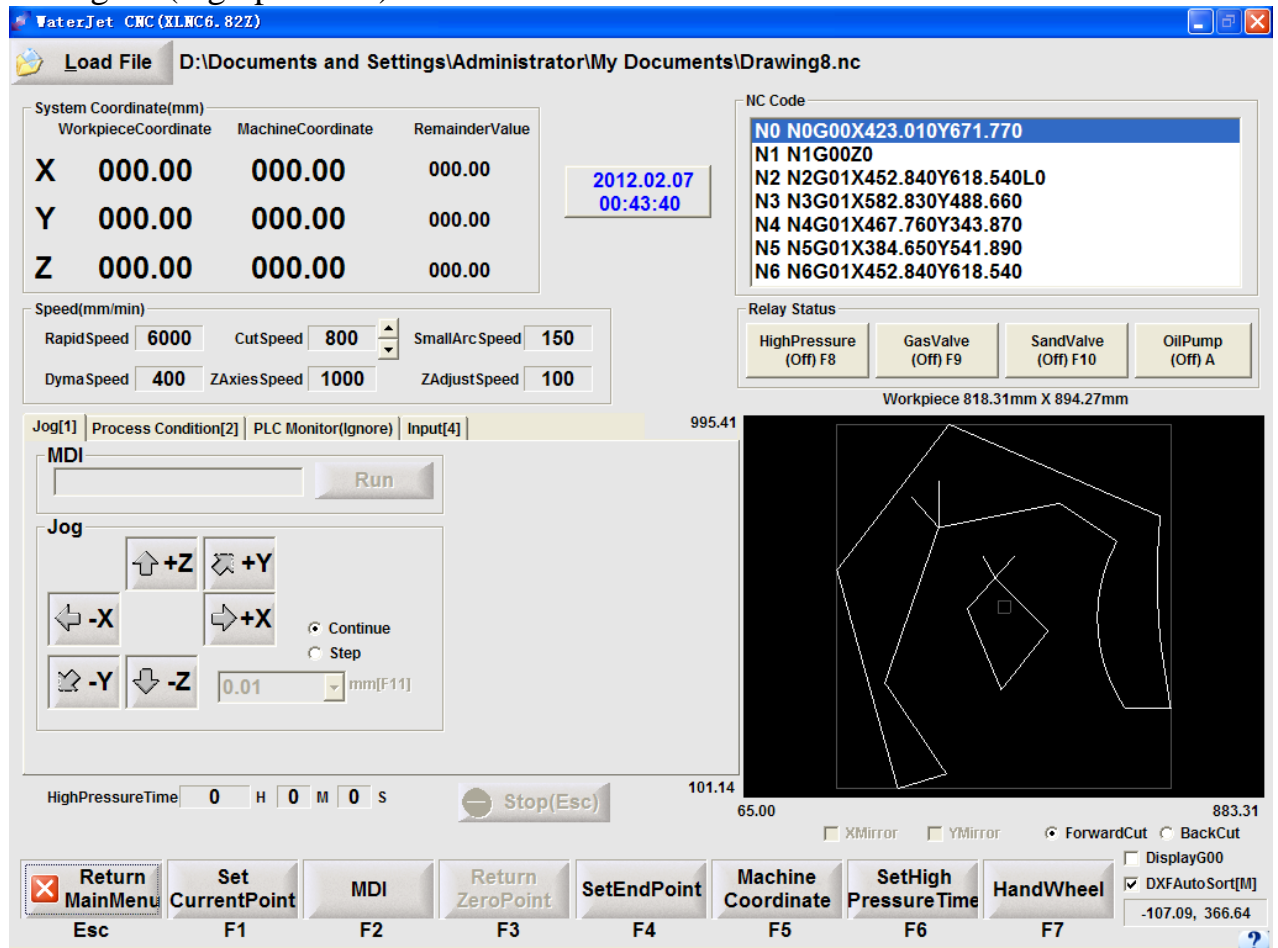 WaterJet CNC(XLNC6.82Z)
Load File D:\Documents and Settings\Administrator\My Documents\Drawing8.nc
System Coordinate(mm)
WorkpieceCoordinate MachineCoordinate RemainderValue
X 000.00 000.00 000.00
Y 000.00 000.00 000.00
Z 000.00 000.00 000.00
2012.02.07
00:43:40
NC Code
N0 N0G00X423.010Y671.770
N1 N1G00Z0
N2 N2G01X452.840Y618.540L0
N3 N3G01X582.830Y488.660
N4 N4G01X467.760Y343.870
N5 N5G01X384.650Y541.890
N6 N6G01X452.840Y618.540
Speed(mm/min)
RapidSpeed 6000 CutSpeed 800 SmallArcSpeed 150
DymaSpeed 400 ZAxiesSpeed 1000 ZAdjustSpeed 100
Relay Status
HighPressure
(Off) F8
GasValve
(Off) F9
SandValve
(Off) F10
OilPump
(Off) A
Workpiece 818.31mm X 894.27mm
Jog[1] Process Condition[2] PLC Monitor(Ignore) Input[4]
MDI
Run
Jog
+Z +Y
-X +X
-Y -Z
Continue
Step
0.01 mm[F11]
995.41
101.14
65.00 883.31
HighPressureTime 0 H 0 M 0 S
Stop(Esc)
XMirror YMirror ForwardCut BackCut
DisplayG00
DXFAutoSort[M]
-107.09, 366.64
Return
MainMenu
Esc
Set
CurrentPoint
F1
MDI
F2
Return
ZeroPoint
F3
SetEndPoint
F4
Machine
Coordinate
F5
SetHigh
PressureTime
F6
HandWheel
F7
?